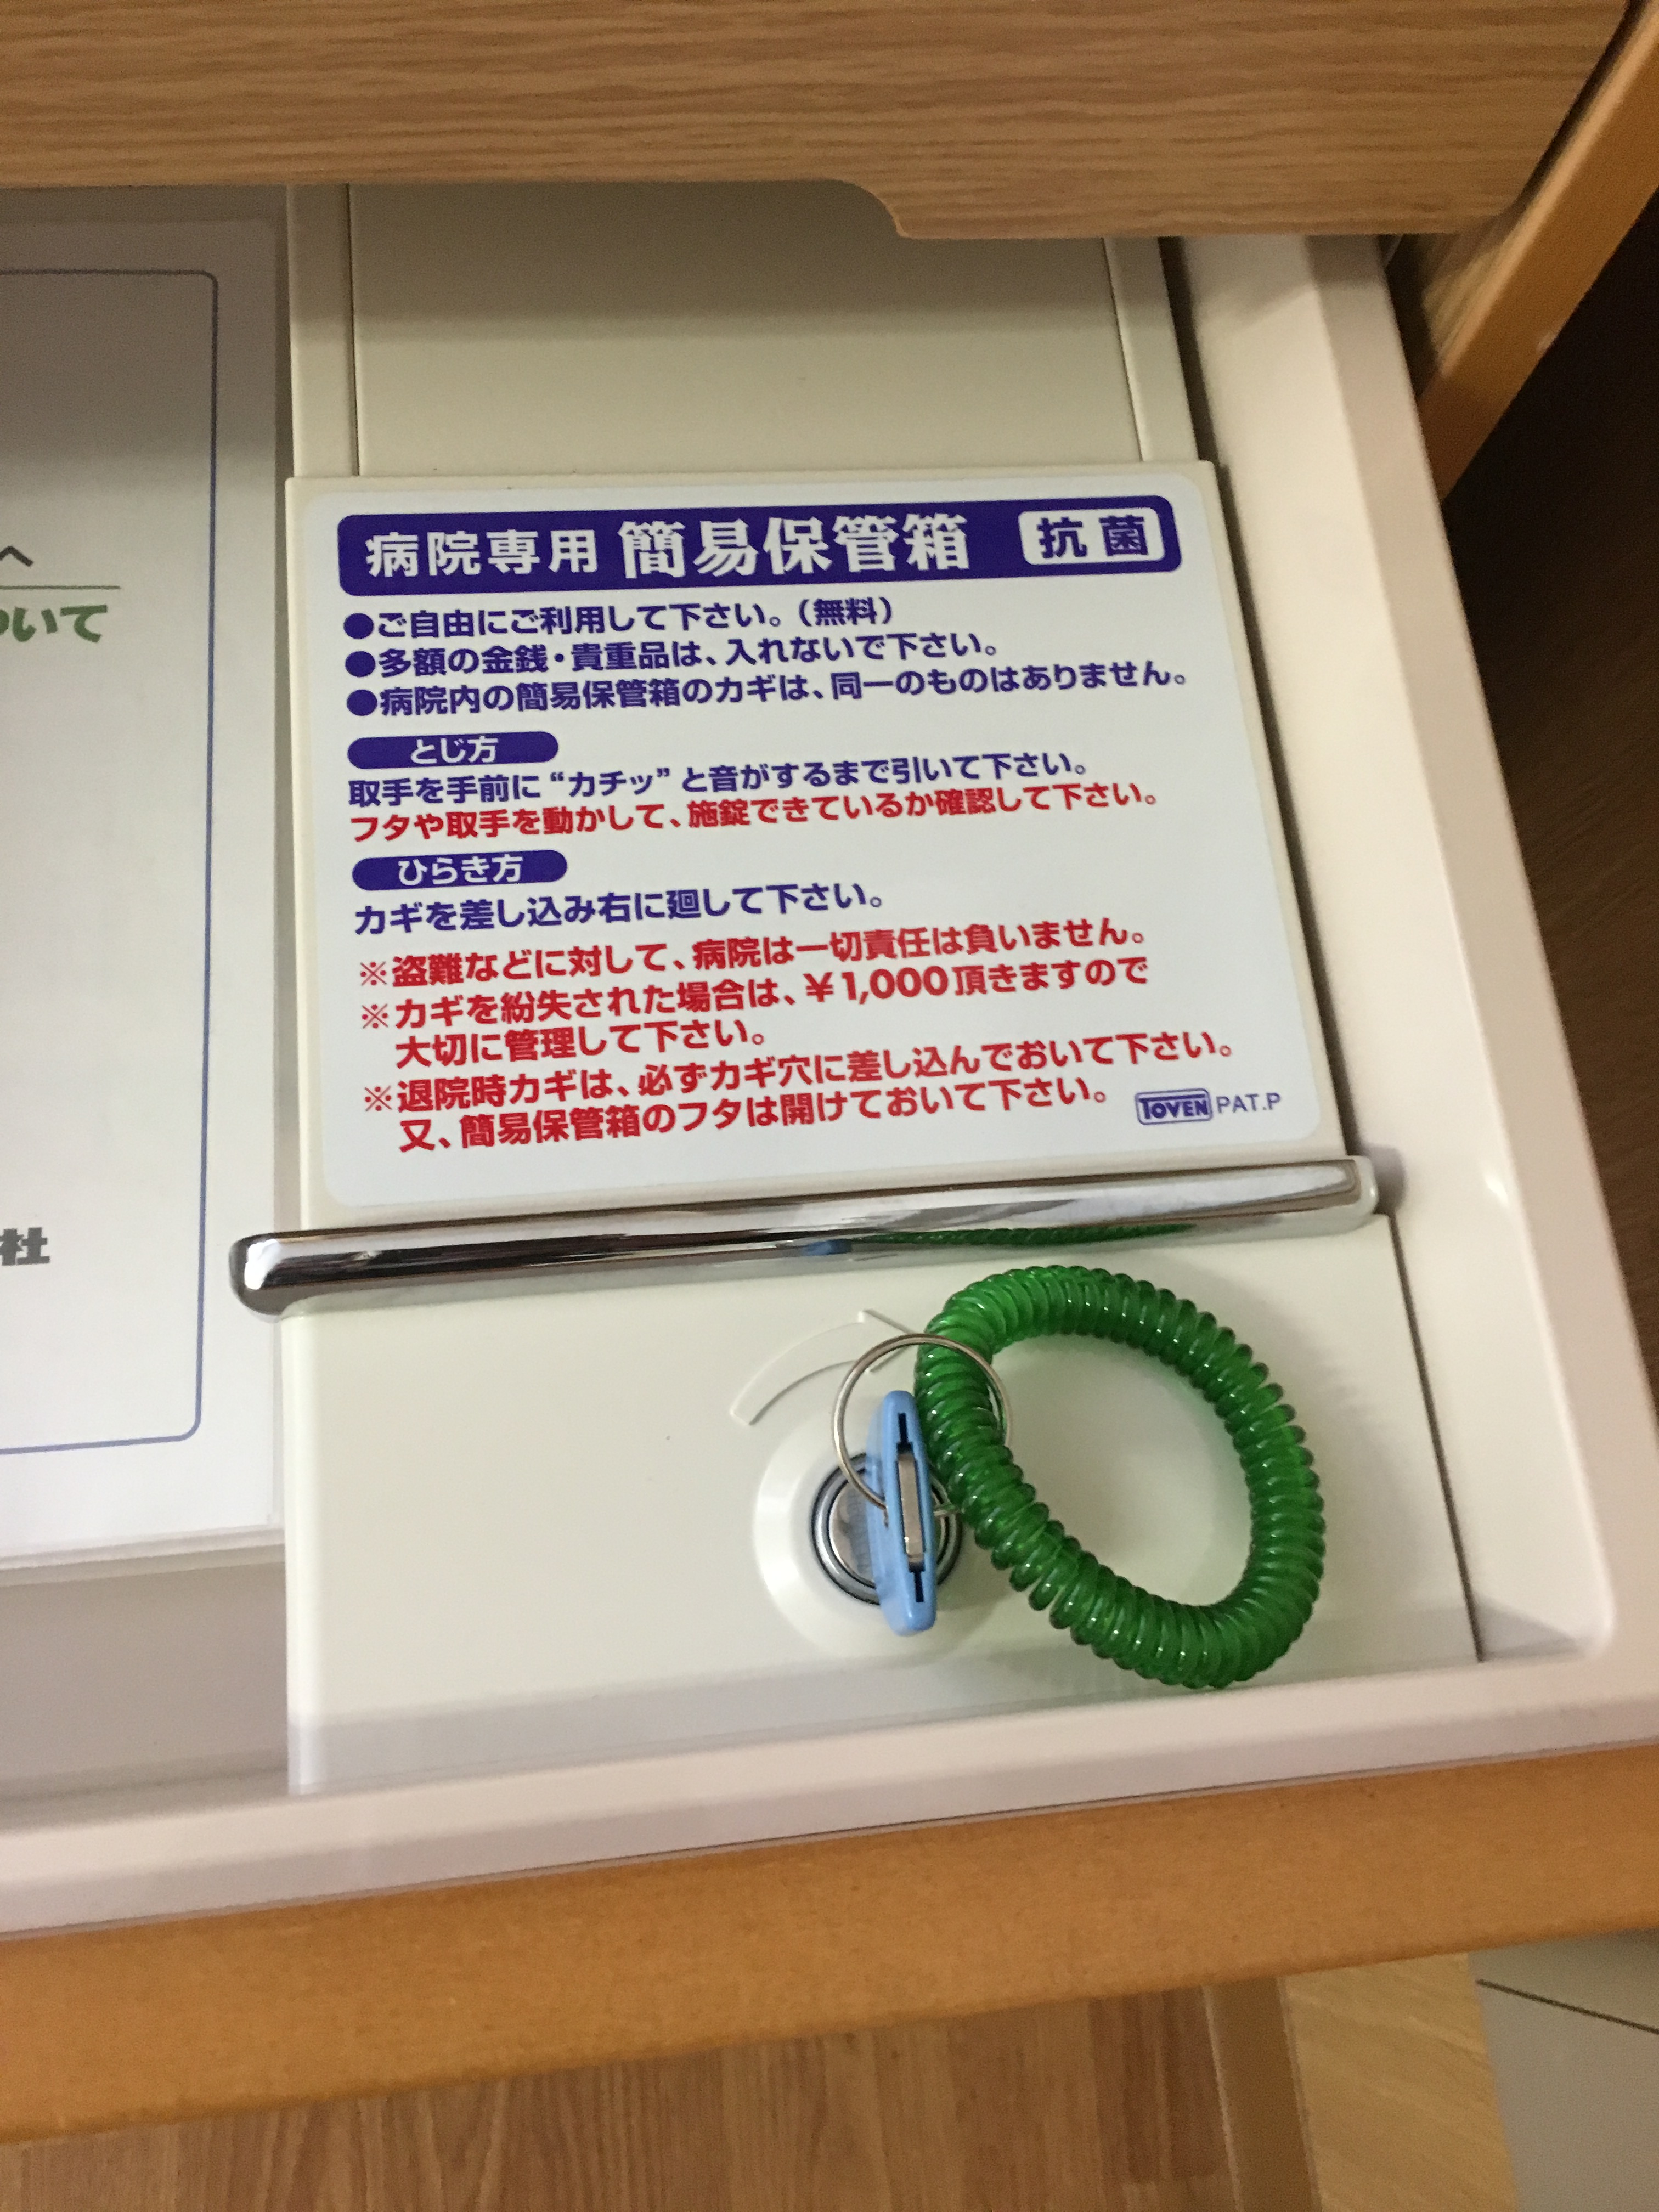 へ
ついて
社
病院専用 簡易保管箱 抗菌
●ご自由にご利用して下さい。（無料）
●多額の金銭・貴重品は、入れないで下さい。
●病院内の簡易保管箱のカギは、同一のものはありません。
とじ方
取手を手前に“カチッ”と音がするまで引いて下さい。
フタや取手を動かして、施錠できているか確認して下さい。
ひらき方
カギを差し込み右に廻して下さい。
※盗難などに対して、病院は一切責任は負いません。
※カギを紛失された場合は、￥1,000頂きますので
大切に管理して下さい。
※退院時カギは、必ずカギ穴に差し込んでおいて下さい。
又、簡易保管箱のフタは開けておいて下さい。
TOVEN PAT.P